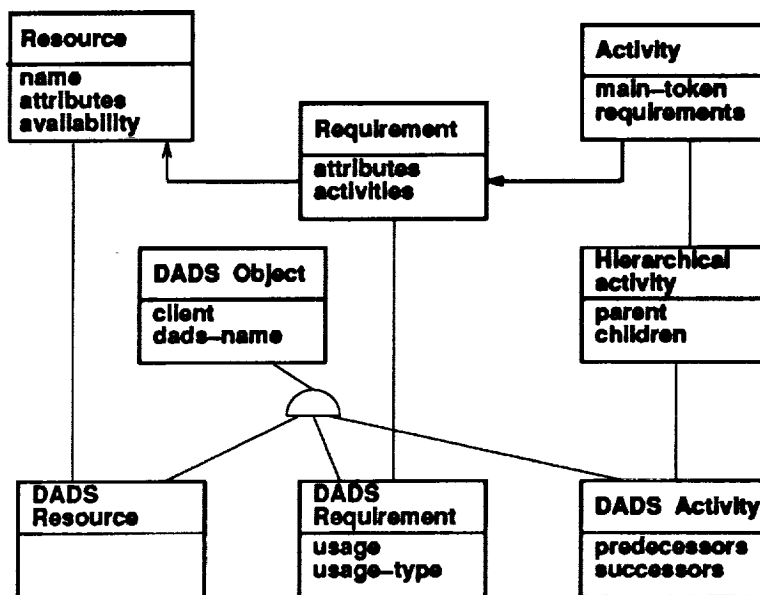 Resource
name
attributes
availability
Activity
main-token
requirements
Requirement
attributes
activities
DADS Object
client
dads-name
Hierarchical
activity
parent
children
DADS
Resource
DADS
Requirement
usage
usage-type
DADS Activity
predecessors
successors